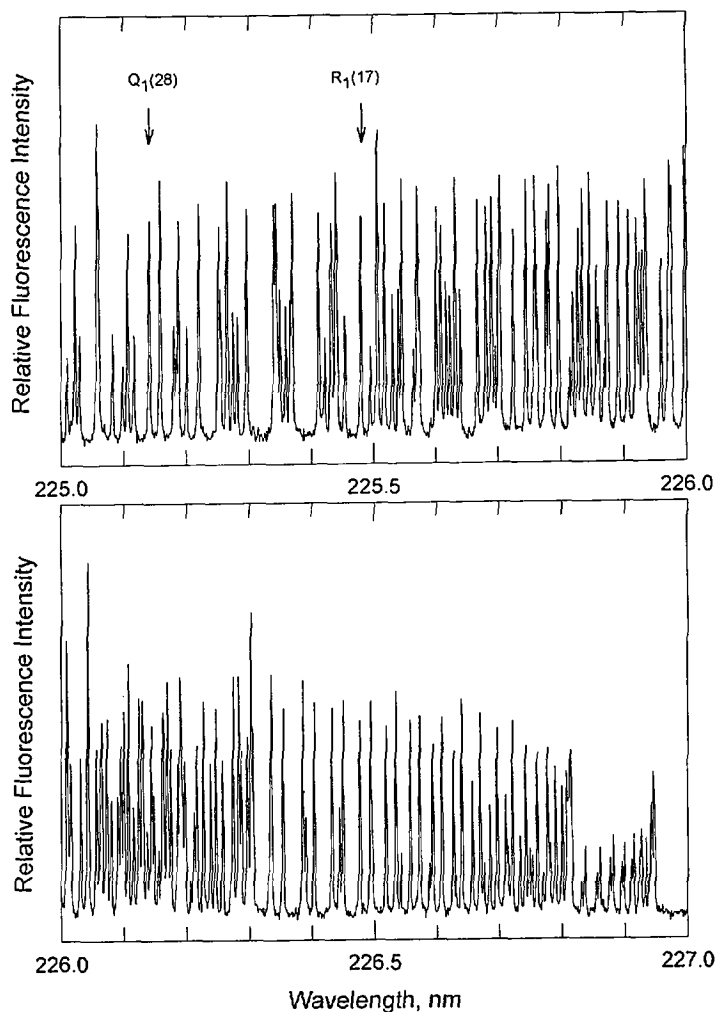 Relative Fluorescence Intensity
Q1(28)
R1(17)
225.0
225.5
226.0
Relative Fluorescence Intensity
226.0
226.5
227.0
Wavelength, nm